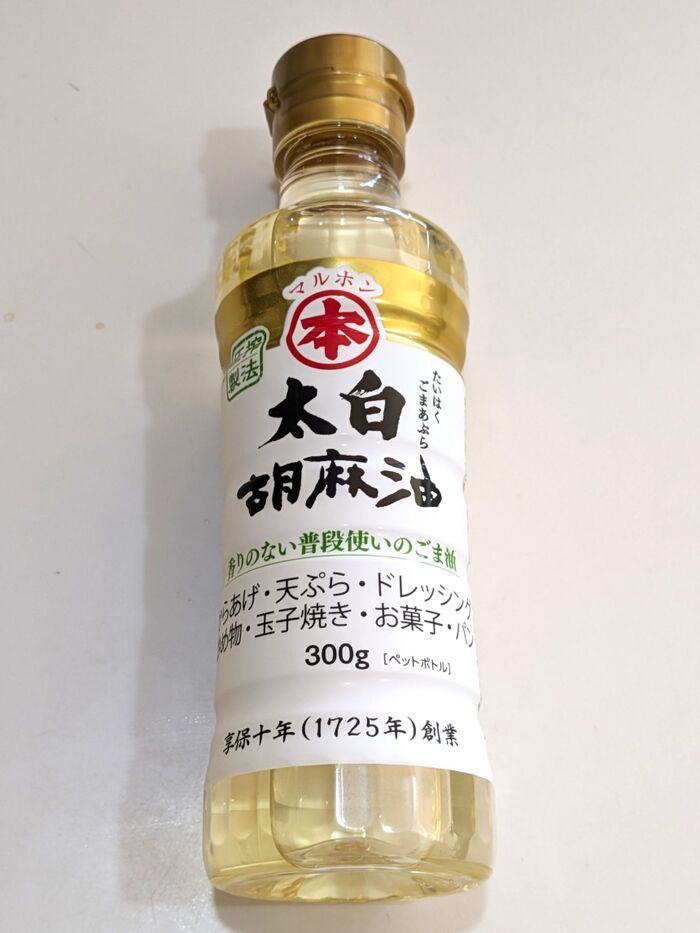 マルホン
本
圧搾
製法
太白
胡麻油
たいはく
ごまあぶら
香りのない普段使いのごま油
らあげ・天ぷら・ドレッシング
め物・玉子焼き・お菓子・パン
300g [ペットボトル]
享保十年(1725年)創業